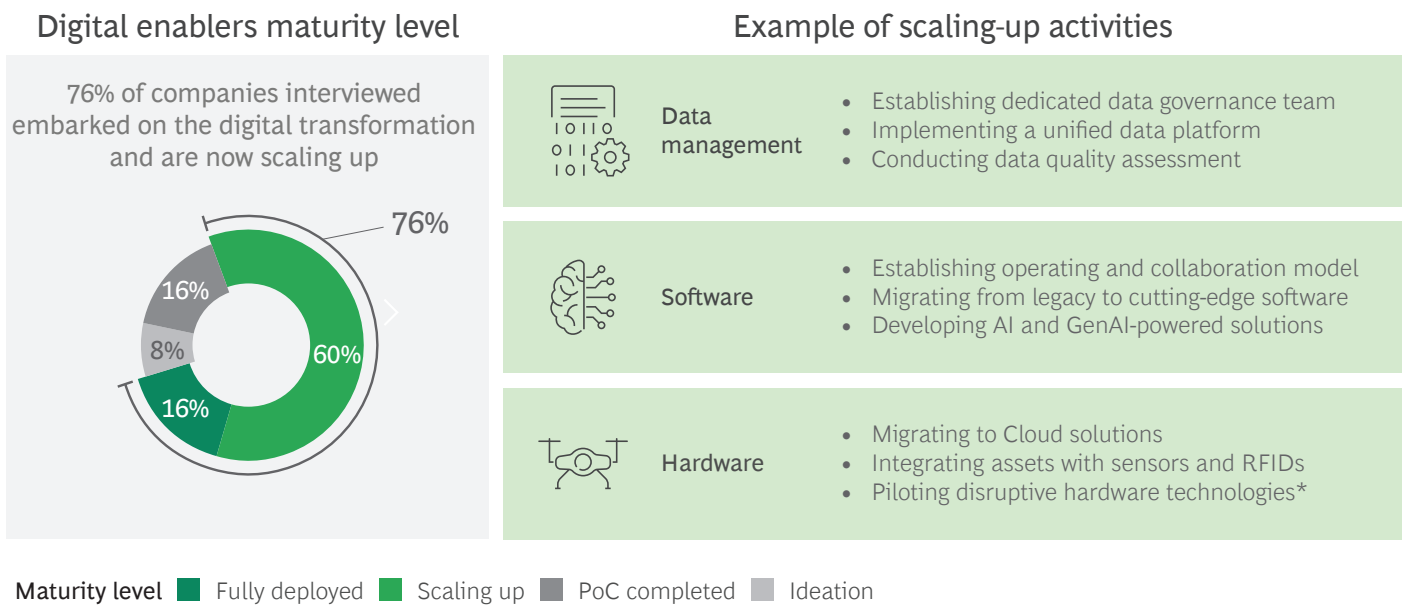 Digital enablers maturity level
76% of companies interviewed
embarked on the digital transformation
and are now scaling up
76%
16%
8%
60%
16%
Example of scaling-up activities
10110
011
101
Data
management
• Establishing dedicated data governance team
• Implementing a unified data platform
• Conducting data quality assessment
Software
• Establishing operating and collaboration model
• Migrating from legacy to cutting-edge software
• Developing AI and GenAI-powered solutions
Hardware
• Migrating to Cloud solutions
• Integrating assets with sensors and RFIDs
• Piloting disruptive hardware technologies*
Maturity level Fully deployed Scaling up PoC completed Ideation